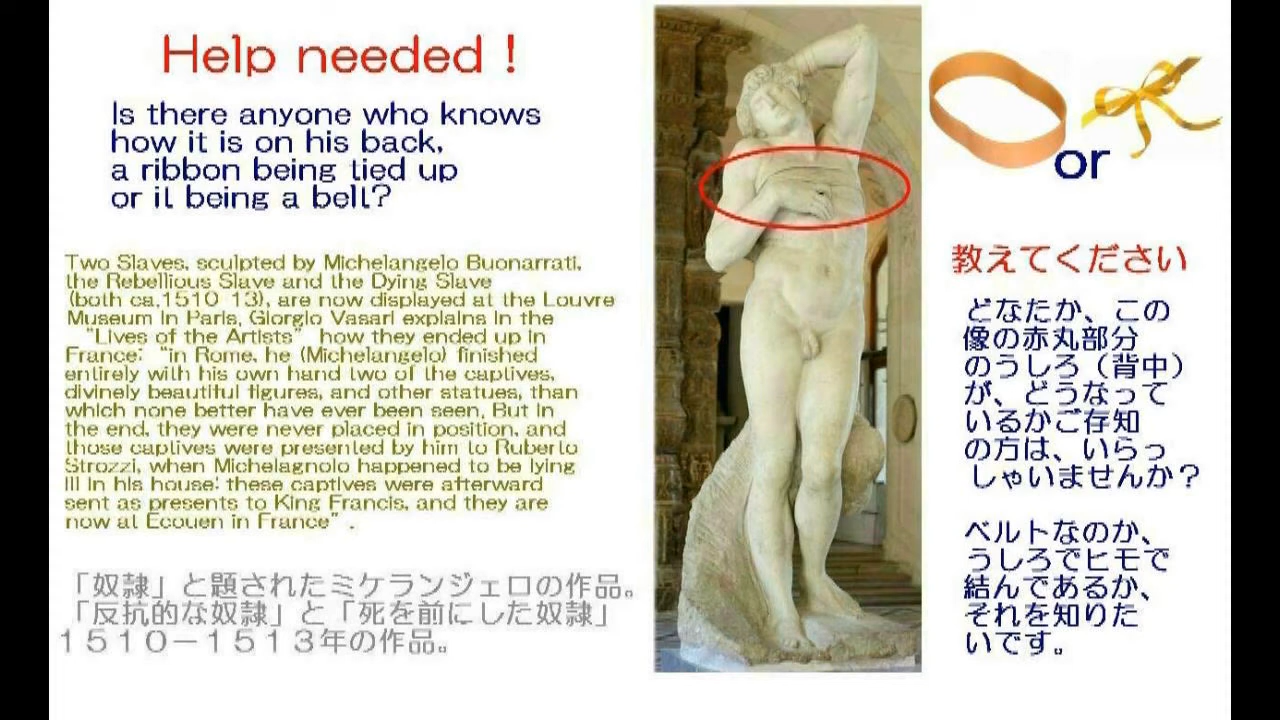 Help needed !
Is there anyone who knows
how it is on his back,
a ribbon being tied up
or it being a belt?
Two Slaves, sculpted by Michelangelo Buonarrati,
the Rebellious Slave and the Dying Slave
(both ca.1510 13), are now displayed at the Louvre
Museum in Paris, Giorgio Vasari explains in the
“Lives of the Artists” how they ended up in
France: “in Rome, he (Michelangelo) finished
entirely with his own hand two of the captives,
divinely beautiful figures, and other statues, than
which none better have ever been seen, But in
the end, they were never placed in position, and
those captives were presented by him to Ruberto
Strozzi, when Michelagnolo happened to be lying
ill in his house: these captives were afterward
sent as presents to King Francis, and they are
now at Ecouen in France”.
「奴隷」と題されたミケランジェロの作品。
「反抗的な奴隷」と「死を前にした奴隷」
１５１０－１５１３年の作品。
or
教えてください
どなたか、この
像の赤丸部分
のうしろ（背中）
が、どうなって
いるかご存知
の方は、いらっ
しゃいませんか？
ベルトなのか、
うしろでヒモで
結んであるか、
それを知りた
いです。